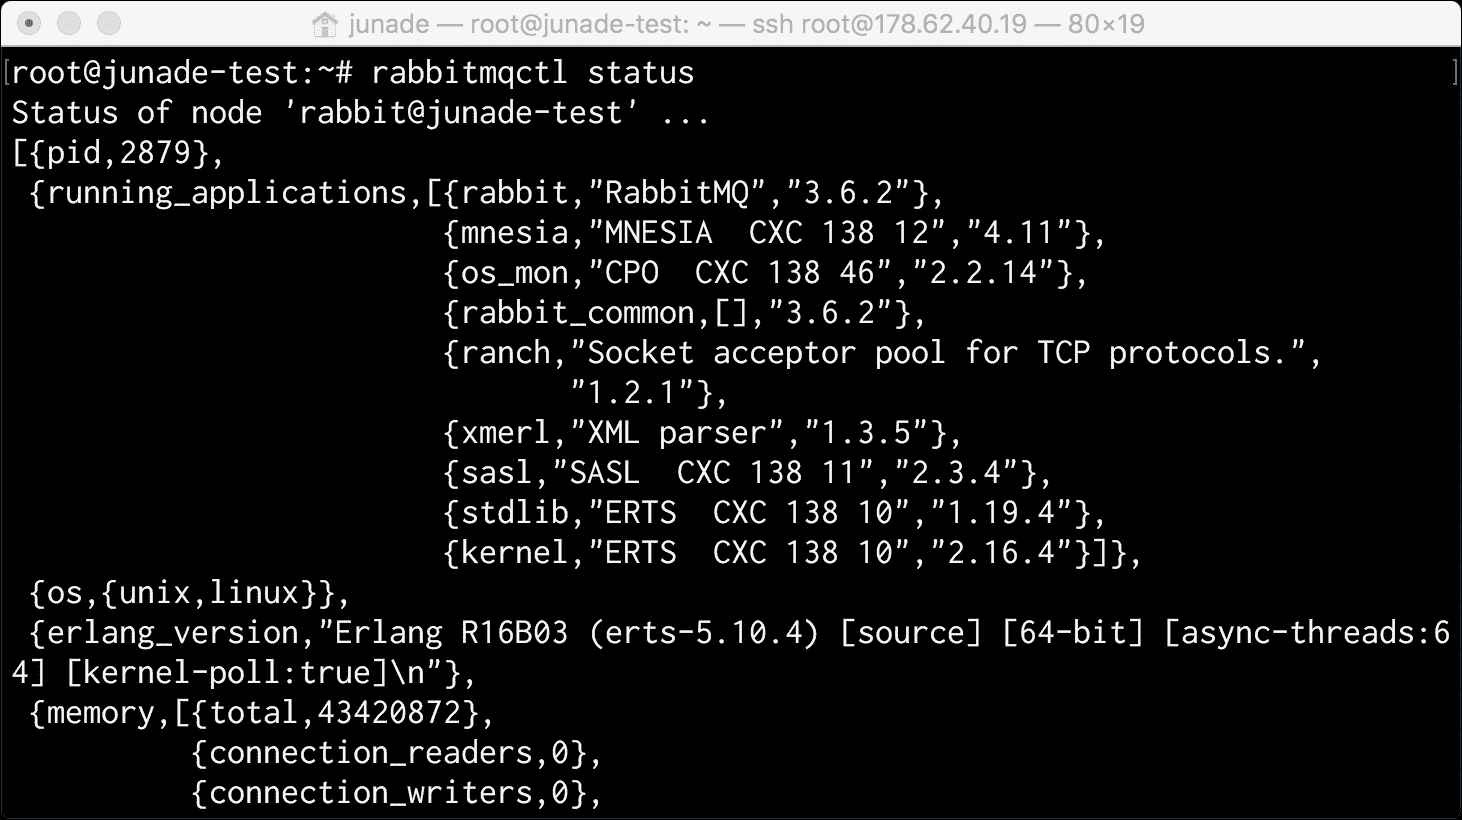 junade — root@junade-test: ~ — ssh root@178.62.40.19 — 80×19
[root@junade-test:~# rabbitmqctl status ]
Status of node 'rabbit@junade-test' ...
[{pid,2879},
 {running_applications,[{rabbit,"RabbitMQ","3.6.2"},
                        {mnesia,"MNESIA  CXC 138 12","4.11"},
                        {os_mon,"CPO  CXC 138 46","2.2.14"},
                        {rabbit_common,[],"3.6.2"},
                        {ranch,"Socket acceptor pool for TCP protocols.",
                               "1.2.1"},
                        {xmerl,"XML parser","1.3.5"},
                        {sasl,"SASL  CXC 138 11","2.3.4"},
                        {stdlib,"ERTS  CXC 138 10","1.19.4"},
                        {kernel,"ERTS  CXC 138 10","2.16.4"}]},
 {os,{unix,linux}},
 {erlang_version,"Erlang R16B03 (erts-5.10.4) [source] [64-bit] [async-threads:6
4] [kernel-poll:true]\n"},
 {memory,[{total,43420872},
          {connection_readers,0},
          {connection_writers,0},